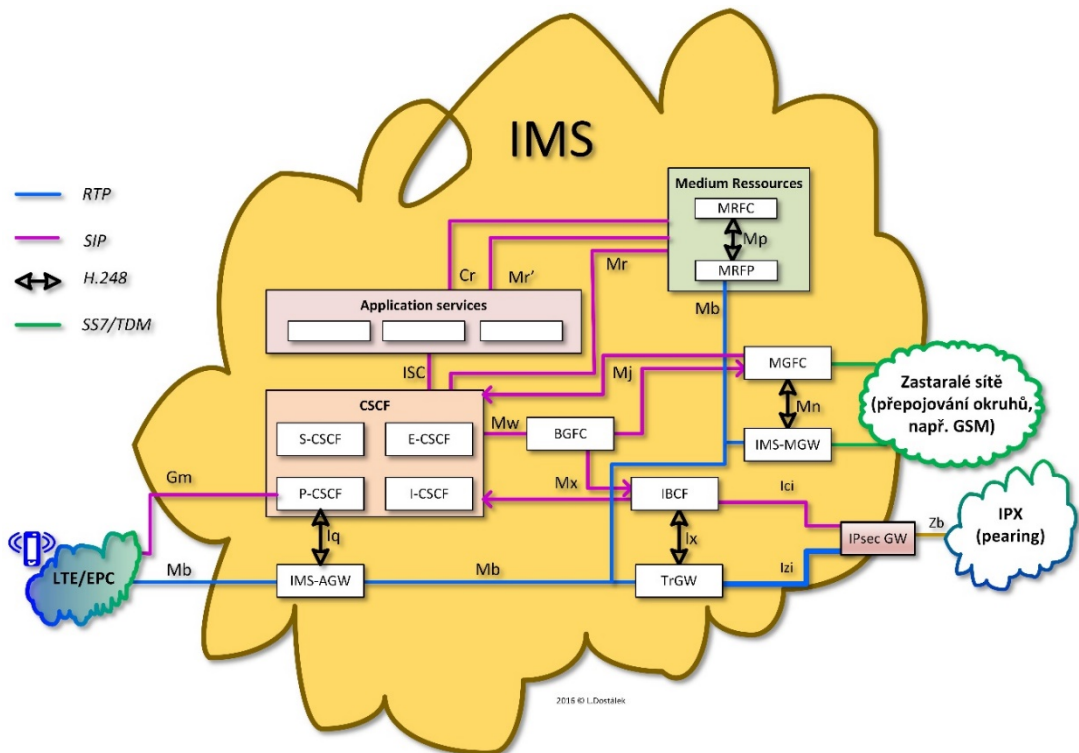 IMS
RTP
SIP
H.248
SS7/TDM
Medium Ressources
MRFC
Mp
MRFP
Cr
Mr'
Mr
Mb
Application services
ISC
Mj
MGFC
Mn
IMS-MGW
Zastaralé sítě
(přepojování okruhů,
např. GSM)
CSCF
S-CSCF
E-CSCF
P-CSCF
I-CSCF
Mw
BGFC
Mx
IBCF
Ici
Gm
Iq
Ix
IPsec GW
Zb
IPX
(pearing)
LTE/EPC
Mb
IMS-AGW
Mb
TrGW
Izi
2016 © L.Dostálek